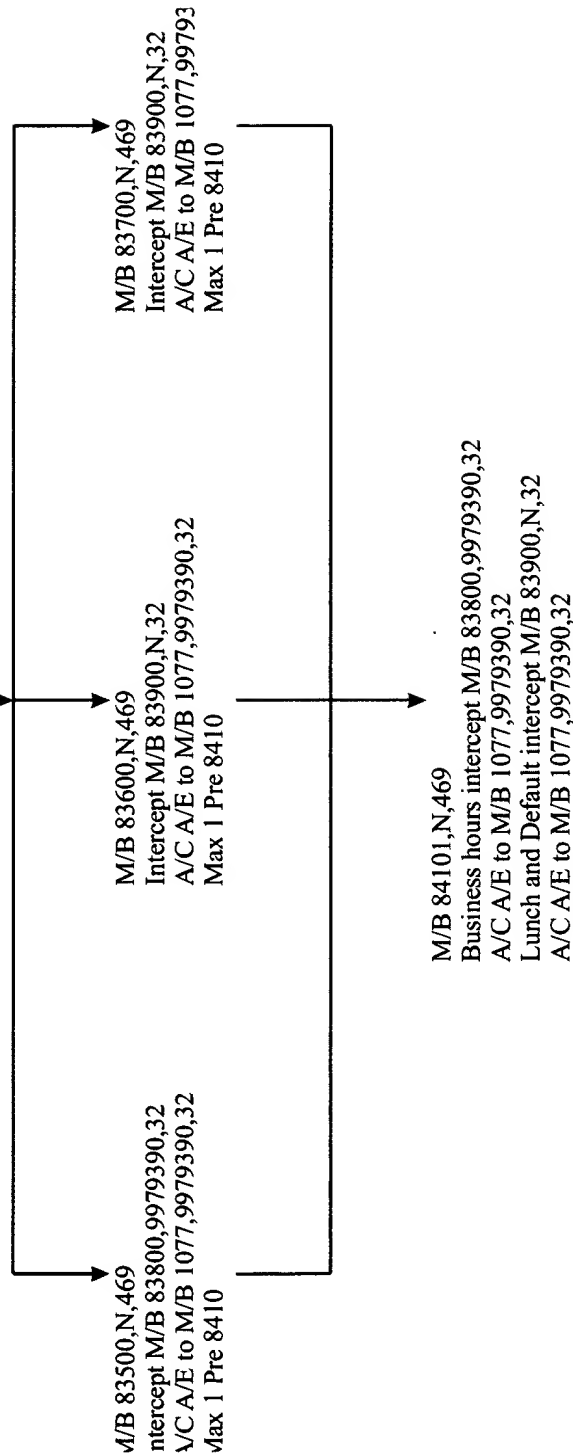 M/B 83500,N,469
ntercept M/B 83800,9979390,32
A/C A/E to M/B 1077,9979390,32
Max 1 Pre 8410
M/B 83600,N,469
Intercept M/B 83900,N,32
A/C A/E to M/B 1077,9979390,32
Max 1 Pre 8410
M/B 83700,N,469
Intercept M/B 83900,N,32
A/C A/E to M/B 1077,99793
Max 1 Pre 8410
M/B 84101,N,469
Business hours intercept M/B 83800,9979390,32
A/C A/E to M/B 1077,9979390,32
Lunch and Default intercept M/B 83900,N,32
A/C A/E to M/B 1077,9979390,32